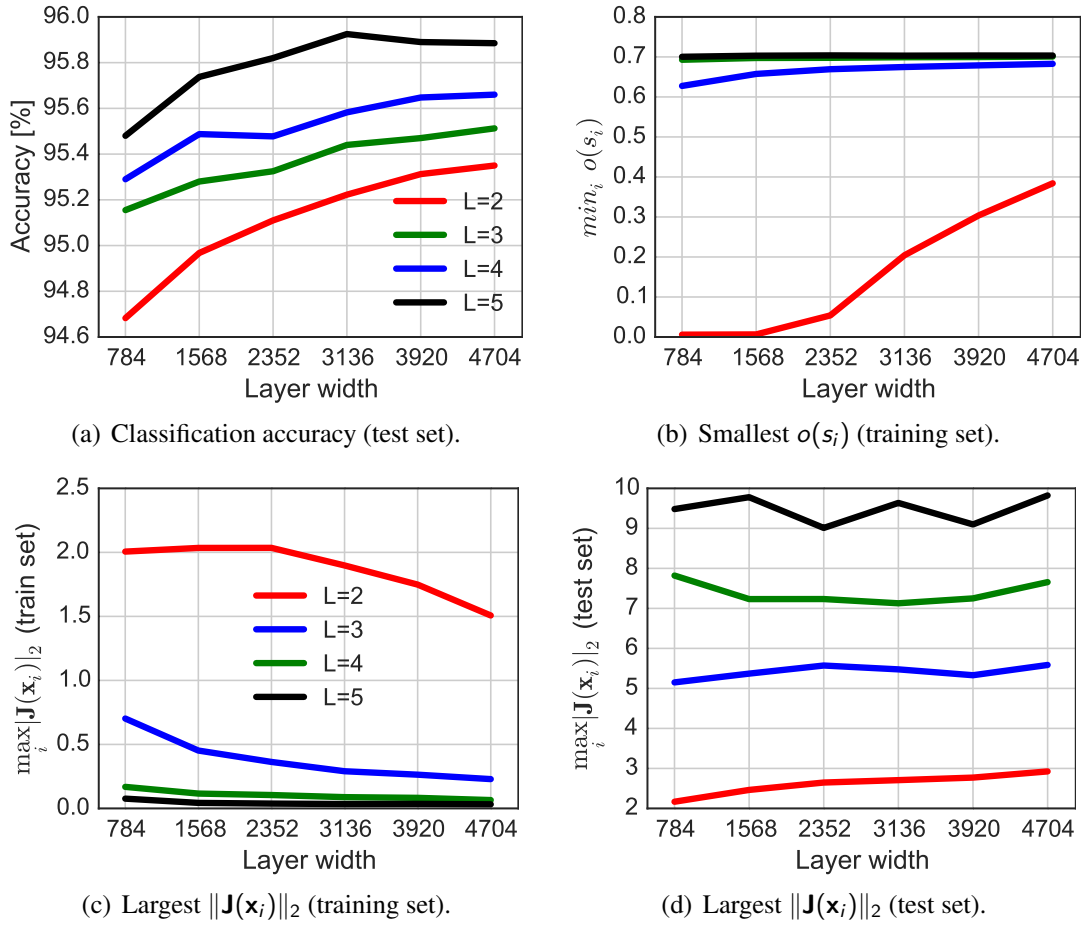 96.0
95.8
95.6
95.4
95.2
95.0
94.8
94.6
Accuracy [%]
784 1568 2352 3136 3920 4704
Layer width
L=2
L=3
L=4
L=5
(a) Classification accuracy (test set).
0.8
0.7
0.6
0.5
0.4
0.3
0.2
0.1
0.0
min_i o(s_i)
784 1568 2352 3136 3920 4704
Layer width
(b) Smallest o(s_i) (training set).
2.5
2.0
1.5
1.0
0.5
0.0
max_i |J(x_i)|_2 (train set)
784 1568 2352 3136 3920 4704
Layer width
L=2
L=3
L=4
L=5
(c) Largest ‖J(x_i)‖_2 (training set).
10
9
8
7
6
5
4
3
2
max_i |J(x_i)|_2 (test set)
784 1568 2352 3136 3920 4704
Layer width
(d) Largest ‖J(x_i)‖_2 (test set).